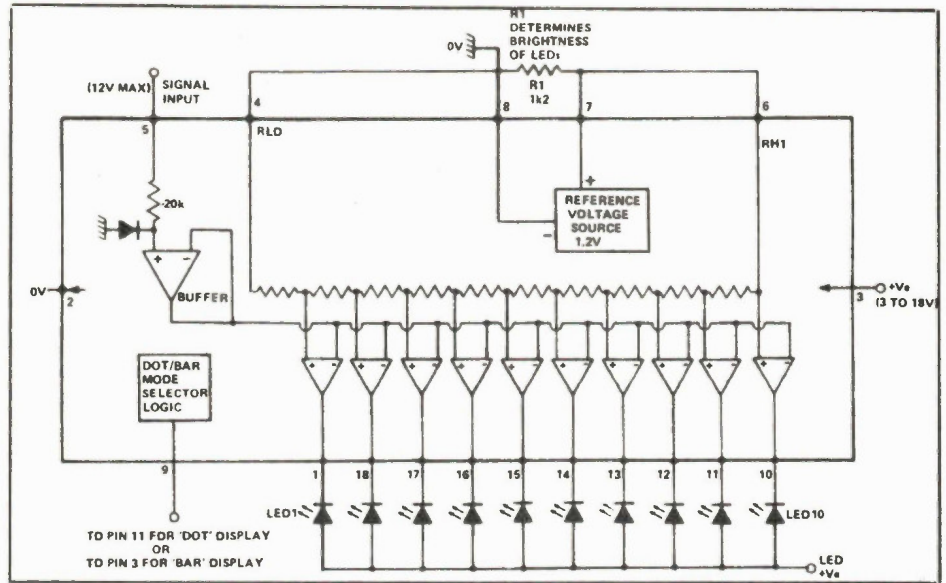 R1
DETERMINES
BRIGHTNESS
OF LEDs
0V
R1
1k2
(12V MAX)
SIGNAL
INPUT
4
8
7
6
5
RLO
RH1
20k
+
REFERENCE
VOLTAGE
SOURCE
1.2V
-
+ -
BUFFER
0V
2
3
+Ve
(3 TO 18V)
DOT/BAR
MODE
SELECTOR
LOGIC
+ - + - + - + - + - + - + - + - + - + -
9
1 18 17 16 15 14 13 12 11 10
LED1
LED10
TO PIN 11 FOR 'DOT' DISPLAY
OR
TO PIN 3 FOR 'BAR' DISPLAY
LED
+Ve